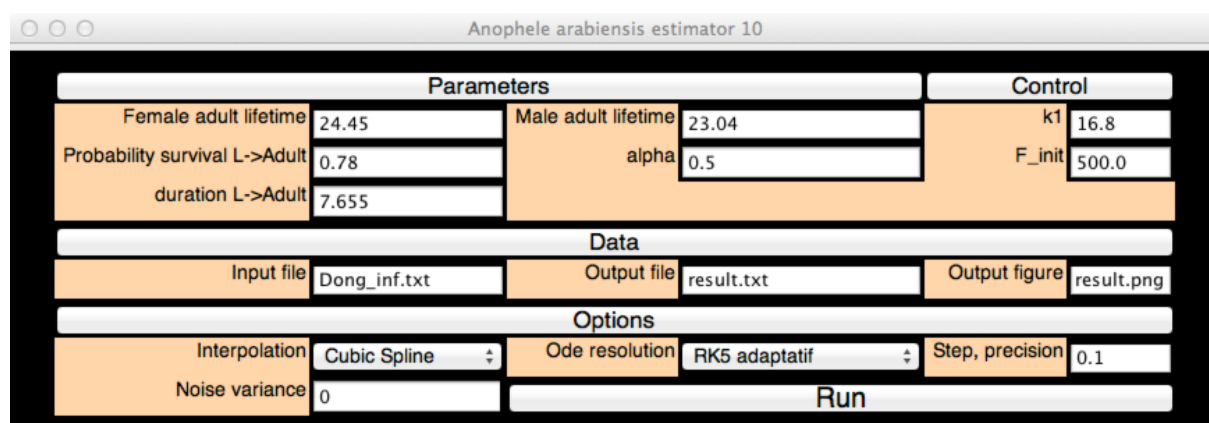 Anophele arabiensis estimator 10
Parameters Control
Female adult lifetime 24.45 Male adult lifetime 23.04 k1 16.8
Probability survival L->Adult 0.78 alpha 0.5 F_init 500.0
duration L->Adult 7.655
Data
Input file Dong_inf.txt Output file result.txt Output figure result.png
Options
Interpolation Cubic Spline Ode resolution RK5 adaptatif Step, precision 0.1
Noise variance 0 Run